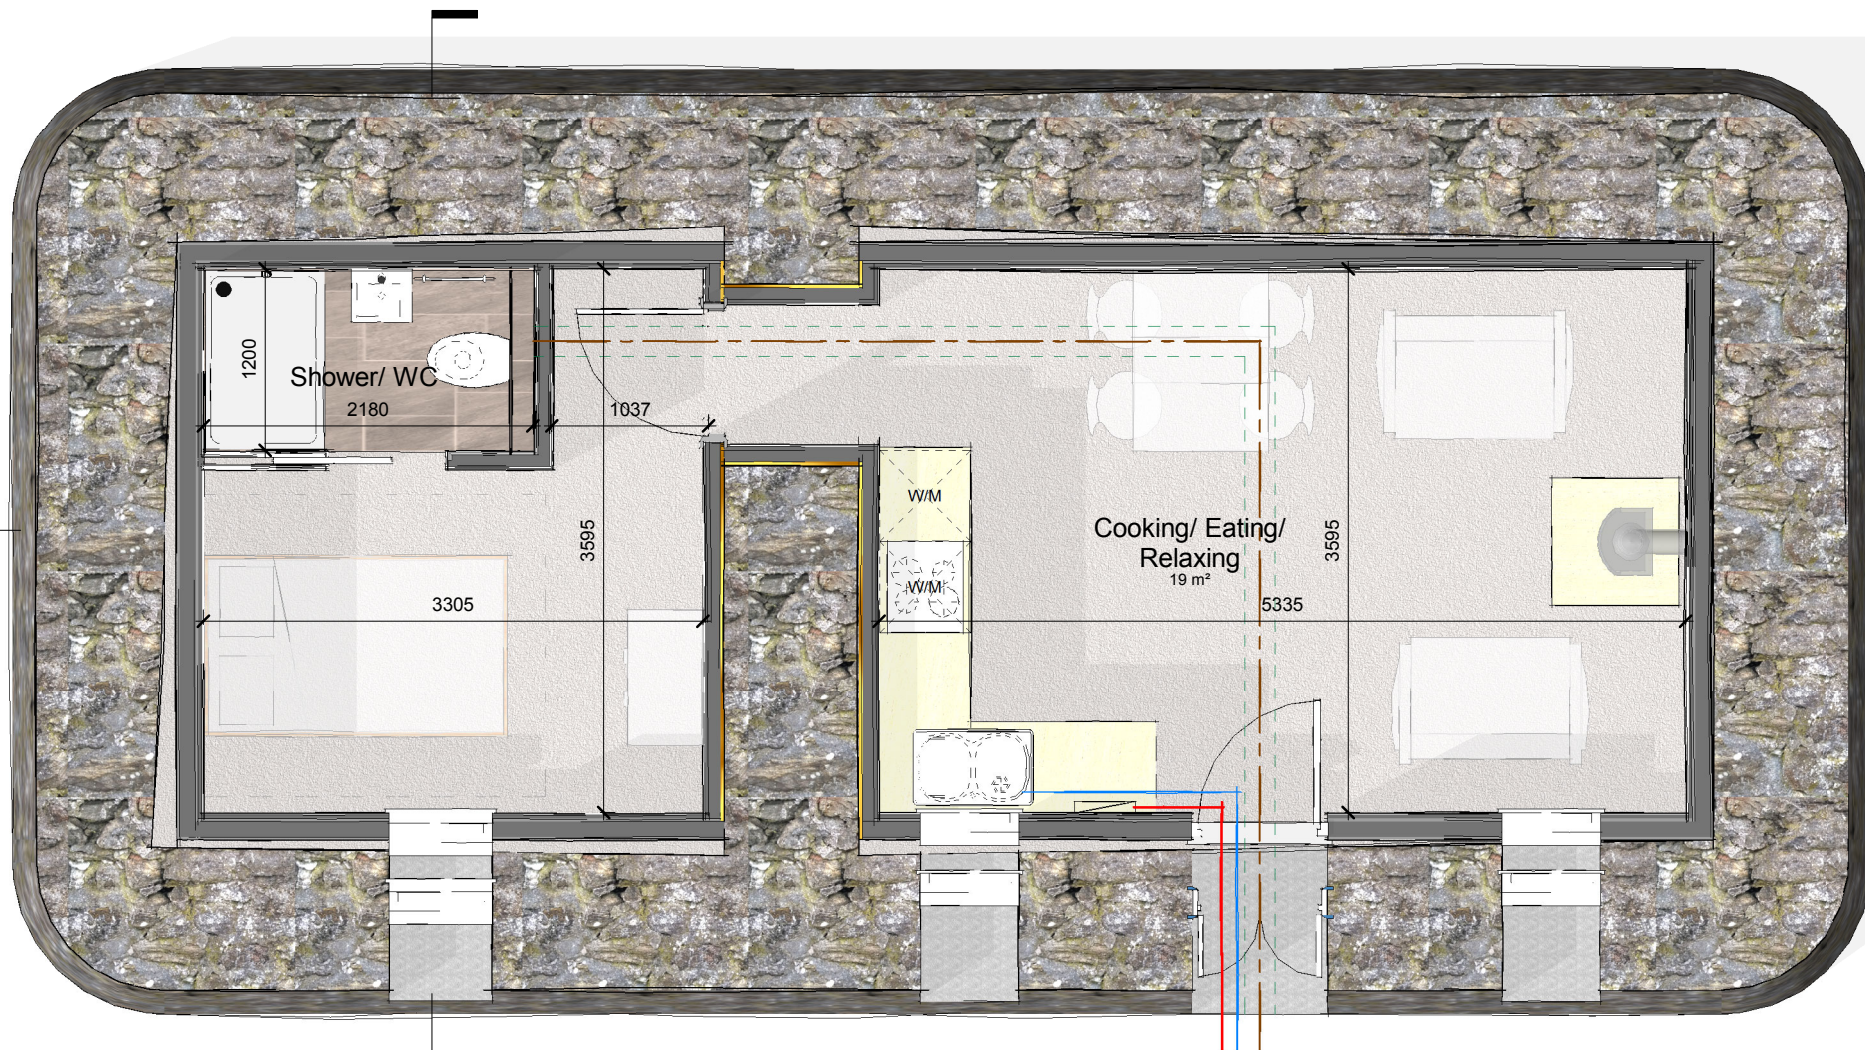 1200
Shower/ WC
2180
1037
3595
3305
W/M
W/M
Cooking/ Eating/
Relaxing
19 m²
3595
5335